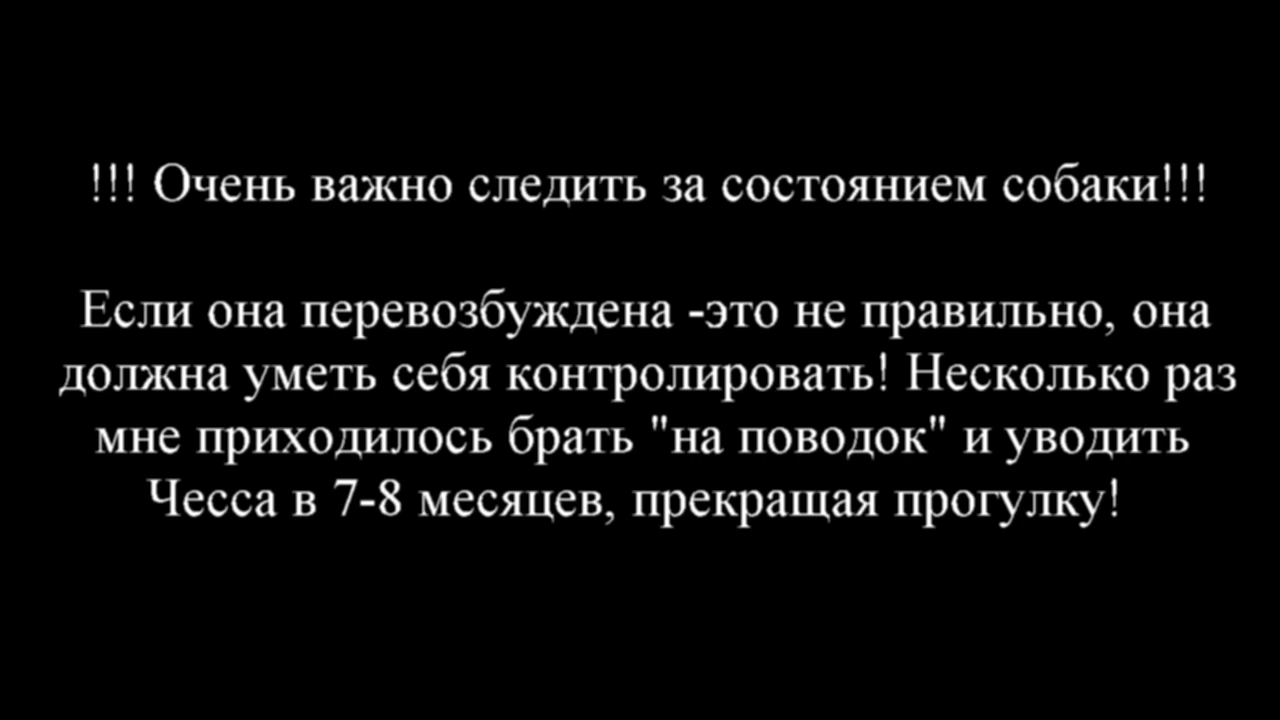 !!! Очень важно следить за состоянием собаки!!!
Если она перевозбуждена -это не правильно, она
должна уметь себя контролировать! Несколько раз
мне приходилось брать "на поводок" и уводить
Чесса в 7-8 месяцев, прекращая прогулку!